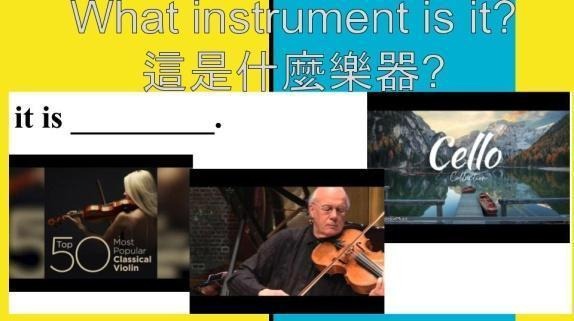 What instrument is it?
這是什麼樂器?
it is _________.
Top
50
Most
Popular
Classical
Violin
Cello
Collection